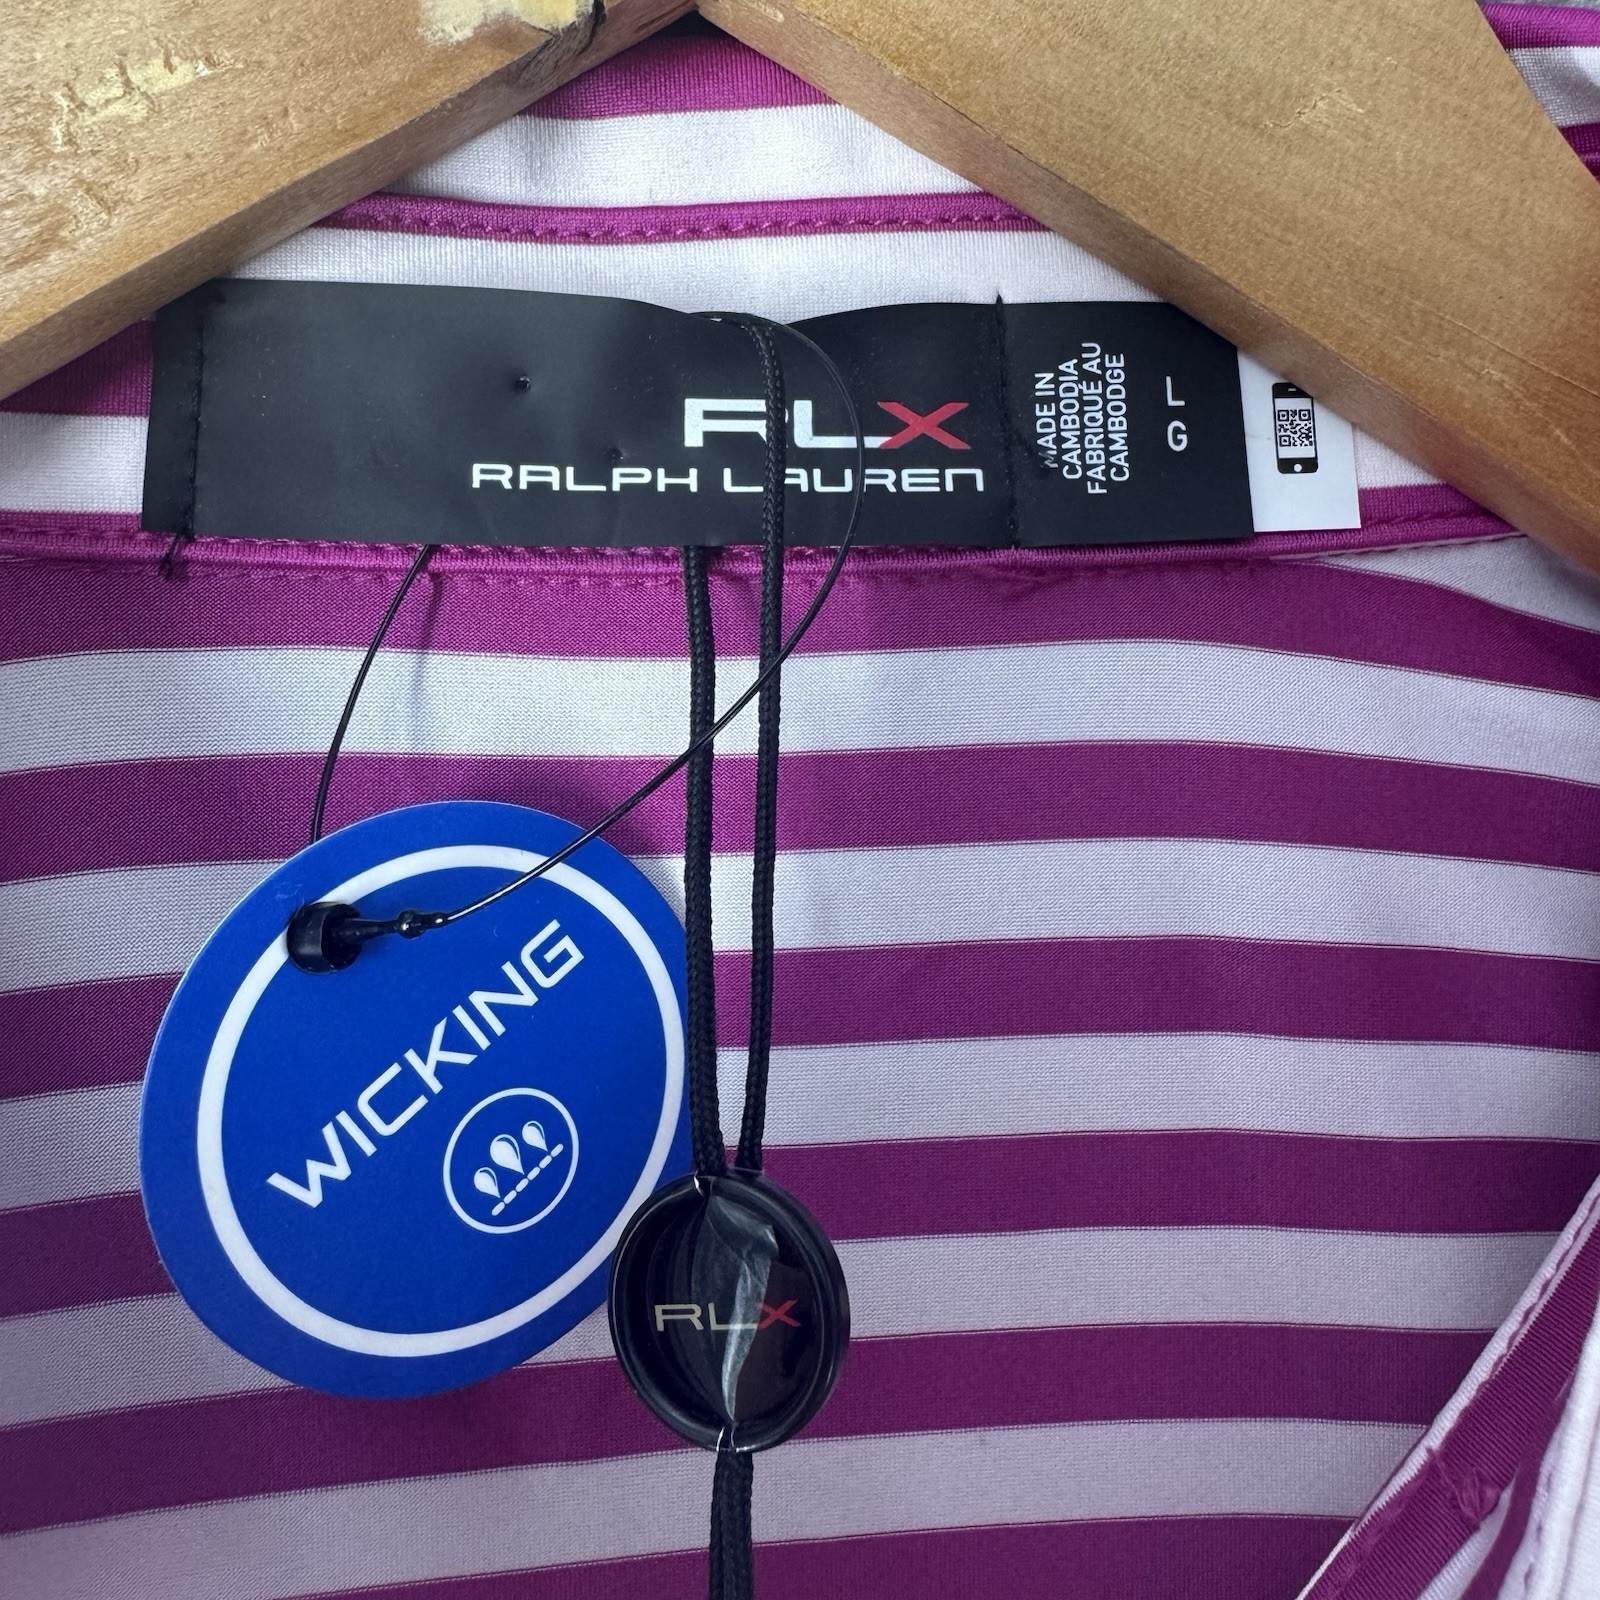 RLX
RALPH LAUREN
MADE IN
CAMBODIA
FABRIQUÉ AU
CAMBODGE
L
G
WICKING
RLX